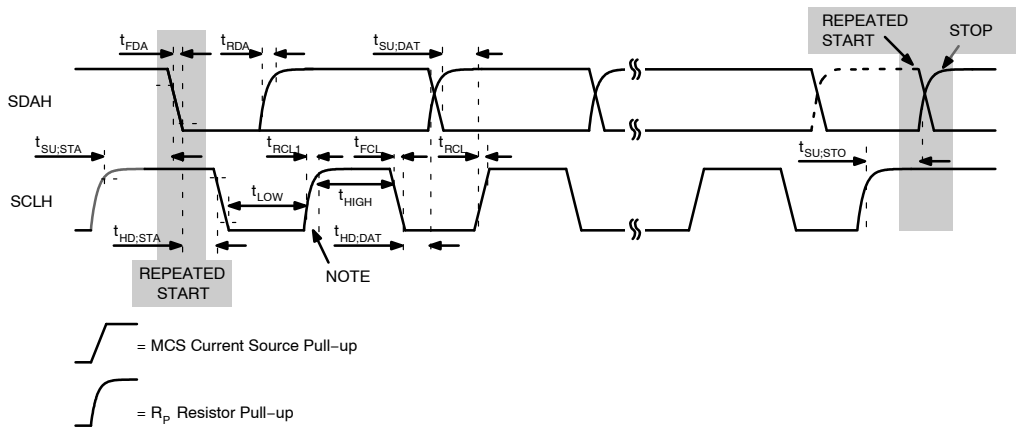 REPEATED
START
STOP
tFDA
tRDA
tSU;DAT
SDAH
tSU;STA
tRCL1
tFCL
tRCL
tSU;STO
SCLH
tLOW
tHIGH
tHD;STA
tHD;DAT
REPEATED
START
NOTE
= MCS Current Source Pull−up
= RP Resistor Pull−up